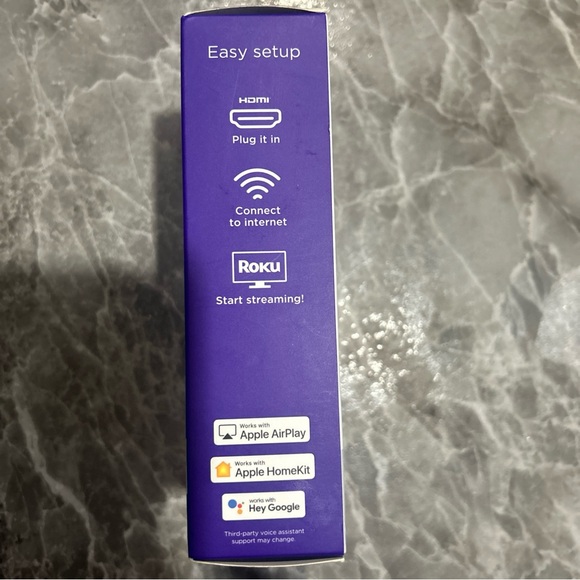 Easy setup
HDMI
Plug it in
Connect
to internet
ROKU
Start streaming!
Works with
Apple AirPlay
Works with
Apple HomeKit
works with
Hey Google
Third-party voice assistant
support may change.